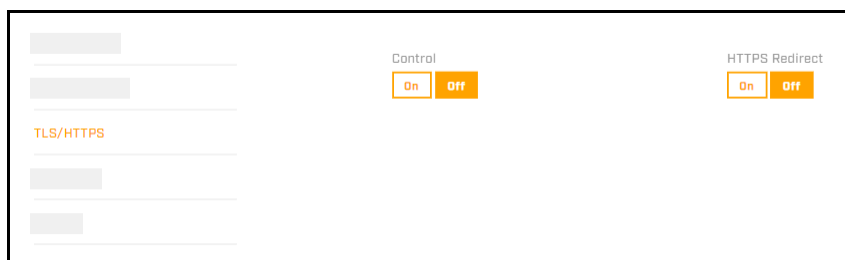 Control
HTTPS Redirect
On Off
On Off
TLS/HTTPS